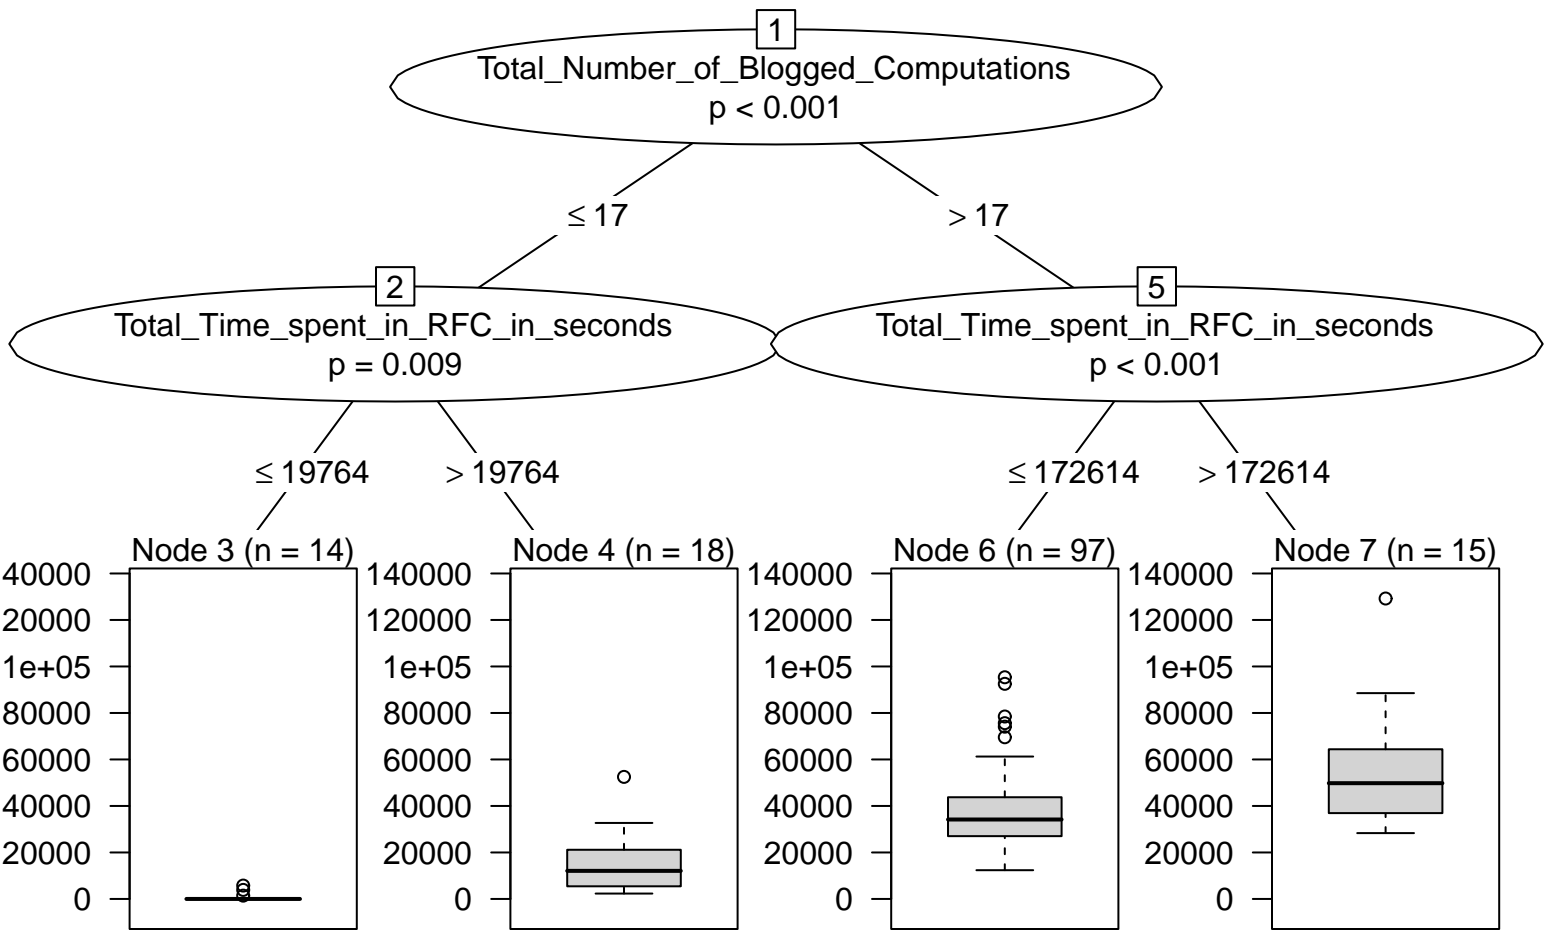 1
Total_Number_of_Blogged_Computations
p < 0.001
≤ 17
> 17
2
Total_Time_spent_in_RFC_in_seconds
p = 0.009
5
Total_Time_spent_in_RFC_in_seconds
p < 0.001
≤ 19764
> 19764
≤ 172614
> 172614
Node 3 (n = 14)
40000
20000
1e+05
80000
60000
40000
20000
0
Node 4 (n = 18)
140000
120000
1e+05
80000
60000
40000
20000
0
Node 6 (n = 97)
140000
120000
1e+05
80000
60000
40000
20000
0
Node 7 (n = 15)
140000
120000
1e+05
80000
60000
40000
20000
0